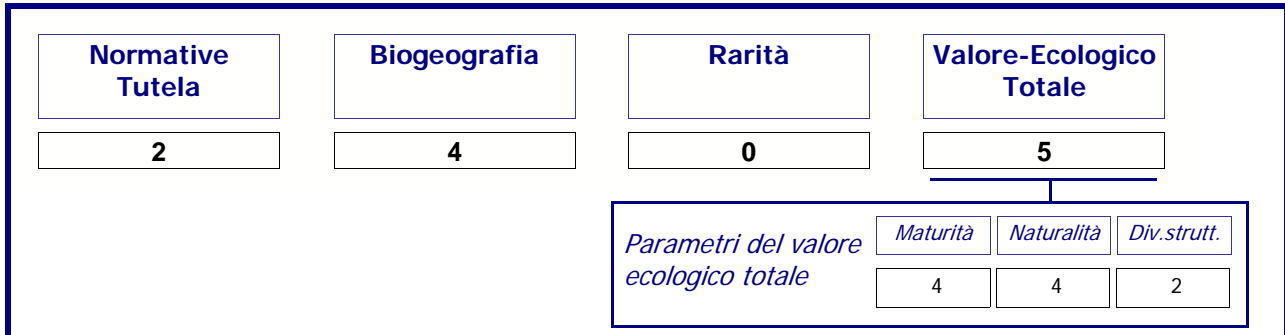 Normative
Tutela
Biogeografia
Rarità
Valore-Ecologico
Totale
2
4
0
5
Parametri del valore
ecologico totale
Maturità
Naturalità
Div.strutt.
4
4
2